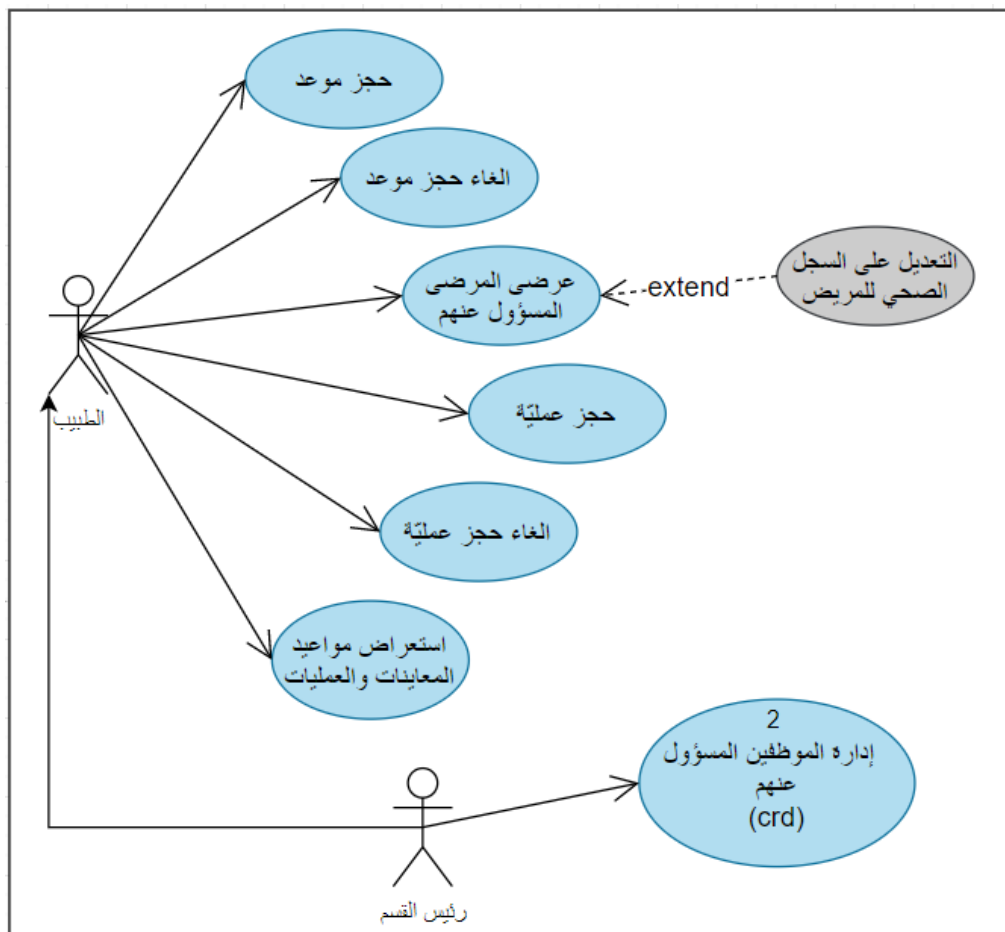 حجز موعد
الغاء حجز موعد
عرضى المرضى
المسؤول عنهم
extend
التعديل على السجل
الصحي للمريض
حجز عمليّة
الطبيب
الغاء حجز عمليّة
استعراض مواعيد
المعاينات والعمليات
2
إدارة الموظفين المسؤول
عنهم
(crd)
رئيس القسم